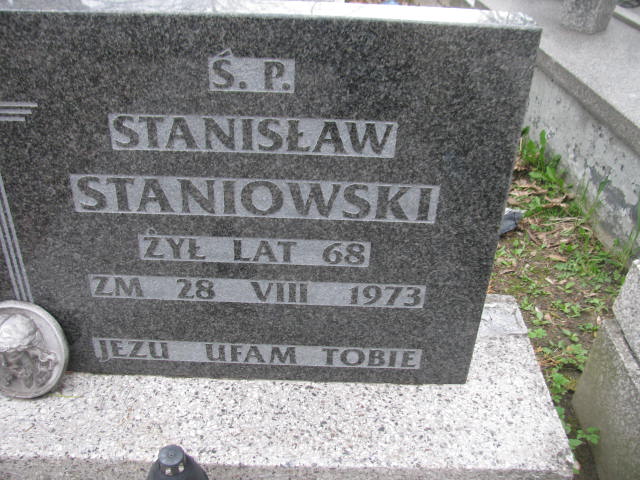 Ś. P.
STANISŁAW
STANIOWSKI
ŻYŁ LAT 68
ZM 28 VIII 1973
JEZU UFAM TOBIE